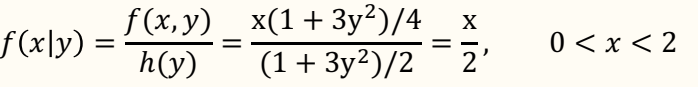 f(x|y) = f(x, y)/h(y) = (x(1 + 3y²)/4)/((1 + 3y²)/2) = x/2, 0 < x < 2